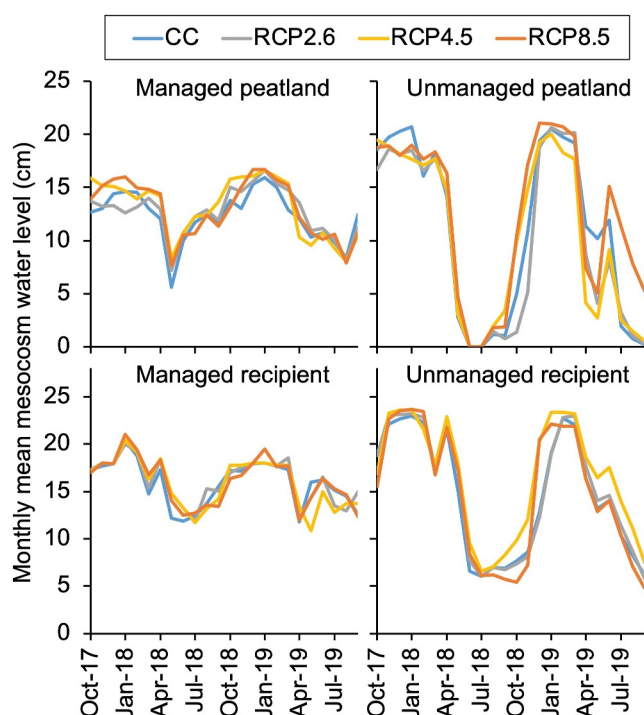 CC RCP2.6 RCP4.5 RCP8.5
Monthly mean mesocosm water level (cm)
Managed peatland Unmanaged peatland
25
20
15
10
5
0
Managed recipient Unmanaged recipient
25
20
15
10
5
0
Oct-17 Jan-18 Apr-18 Jul-18 Oct-18 Jan-19 Apr-19 Jul-19 Oct-17 Jan-18 Apr-18 Jul-18 Oct-18 Jan-19 Apr-19 Jul-19